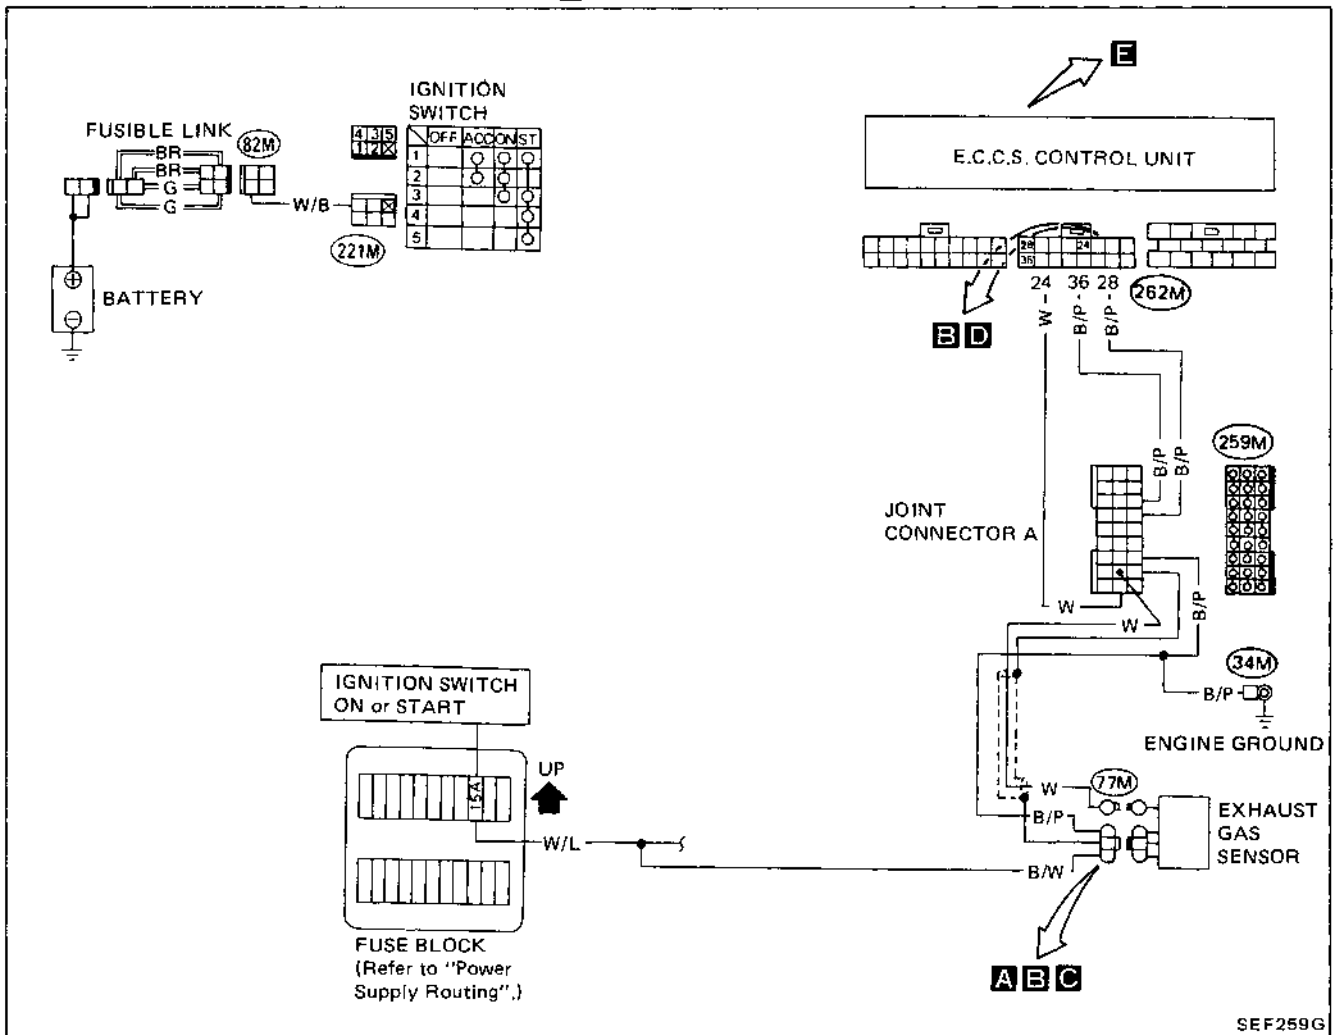 E
IGNITION
SWITCH
FUSIBLE LINK
82M
BR
BR
G
G
4 3 5
1 2
OFF ACC ON ST
1
2
3
4
5
W/B
221M
BATTERY
E.C.C.S. CONTROL UNIT
28 24
36
24 36 28
262M
B D
W
B/P
B/P
B/P
B/P
259M
JOINT
CONNECTOR A
W
W
B/P
34M
B/P
ENGINE GROUND
IGNITION SWITCH
ON or START
UP
15A
W/L
77M
W
B/P
B/W
EXHAUST
GAS
SENSOR
A B C
FUSE BLOCK
(Refer to "Power
Supply Routing".)
SEF259G